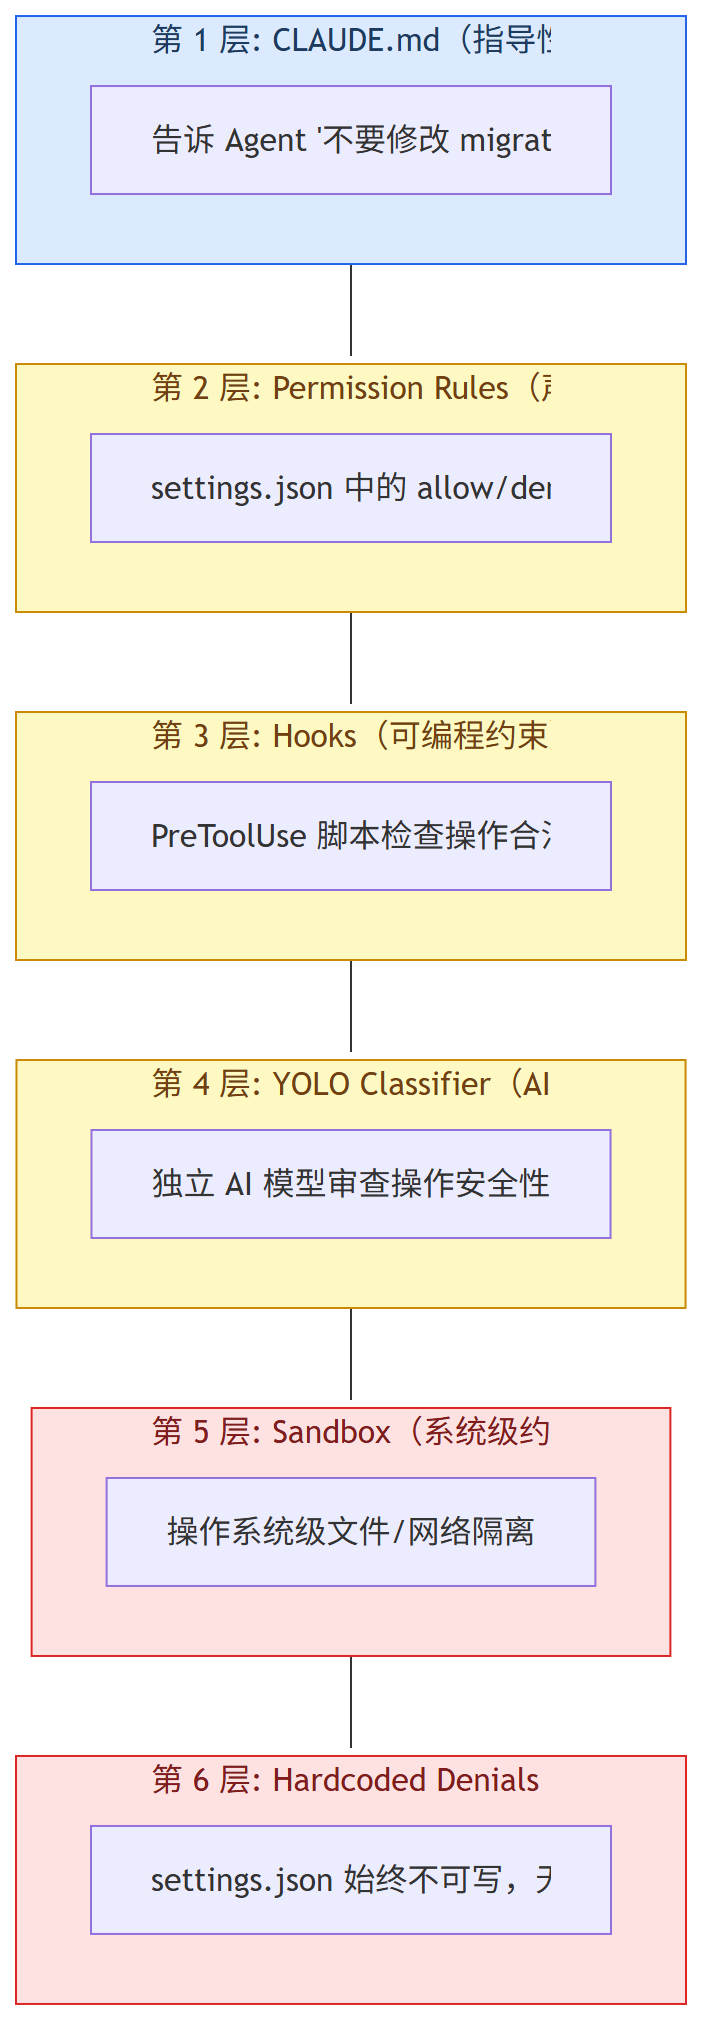 第 1 层: CLAUDE.md（指导性
告诉 Agent '不要修改 migrat
第 2 层: Permission Rules（
settings.json 中的 allow/den
第 3 层: Hooks（可编程约束
PreToolUse 脚本检查操作合
第 4 层: YOLO Classifier（AI
独立 AI 模型审查操作安全性
第 5 层: Sandbox（系统级约
操作系统级文件/网络隔离
第 6 层: Hardcoded Denials
settings.json 始终不可写，